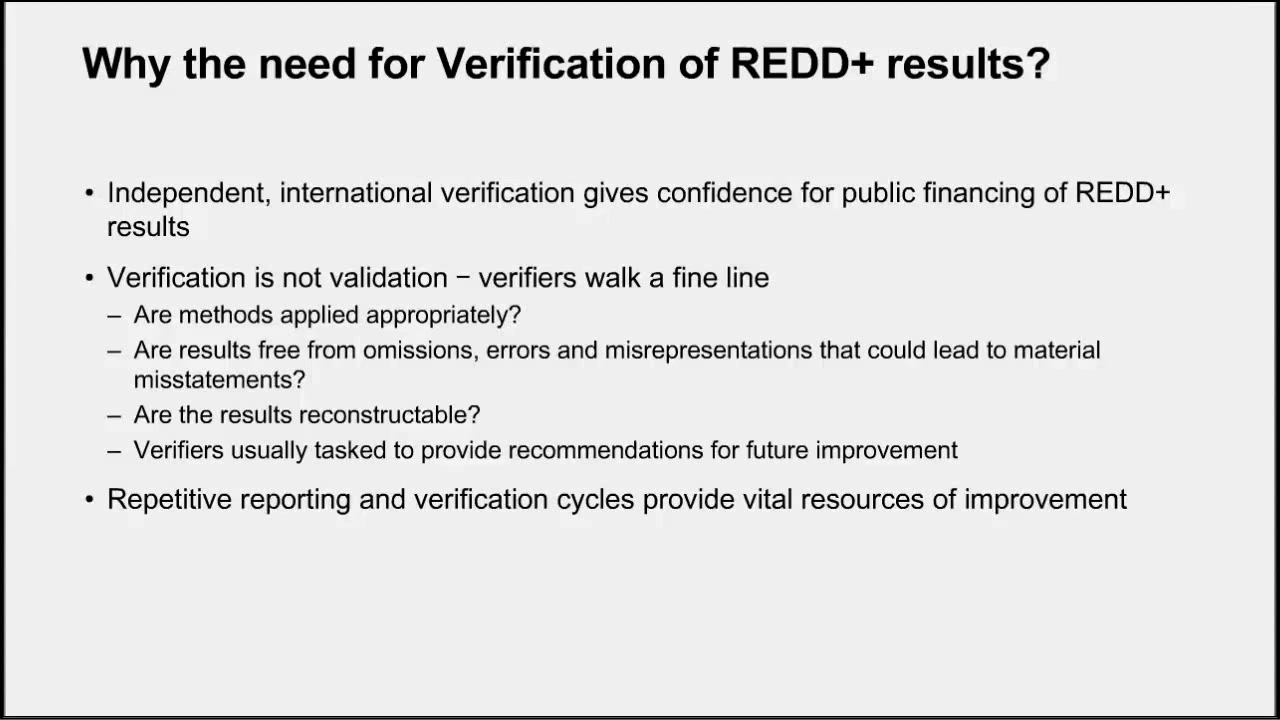 Why the need for Verification of REDD+ results?
• Independent, international verification gives confidence for public financing of REDD+
results
• Verification is not validation − verifiers walk a fine line
– Are methods applied appropriately?
– Are results free from omissions, errors and misrepresentations that could lead to material
misstatements?
– Are the results reconstructable?
– Verifiers usually tasked to provide recommendations for future improvement
• Repetitive reporting and verification cycles provide vital resources of improvement